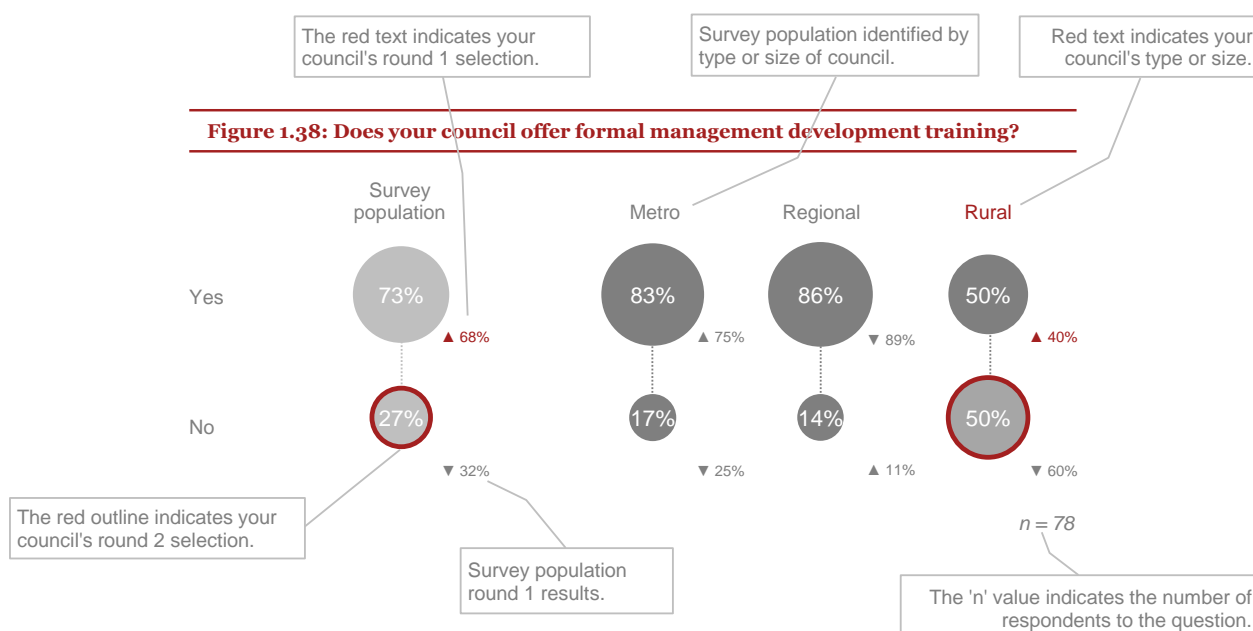 The red text indicates your
council's round 1 selection.
Survey population identified by
type or size of council.
Red text indicates your
council's type or size.
Figure 1.38: Does your council offer formal management development training?
Survey
population
Metro
Regional
Rural
Yes
73%
83%
86%
50%
▲ 68%
▲ 75%
▼ 89%
▲ 40%
No
27%
17%
14%
50%
▼ 32%
▼ 25%
▲ 11%
▼ 60%
The red outline indicates your
council's round 2 selection.
n = 78
Survey population
round 1 results.
The 'n' value indicates the number of
respondents to the question.